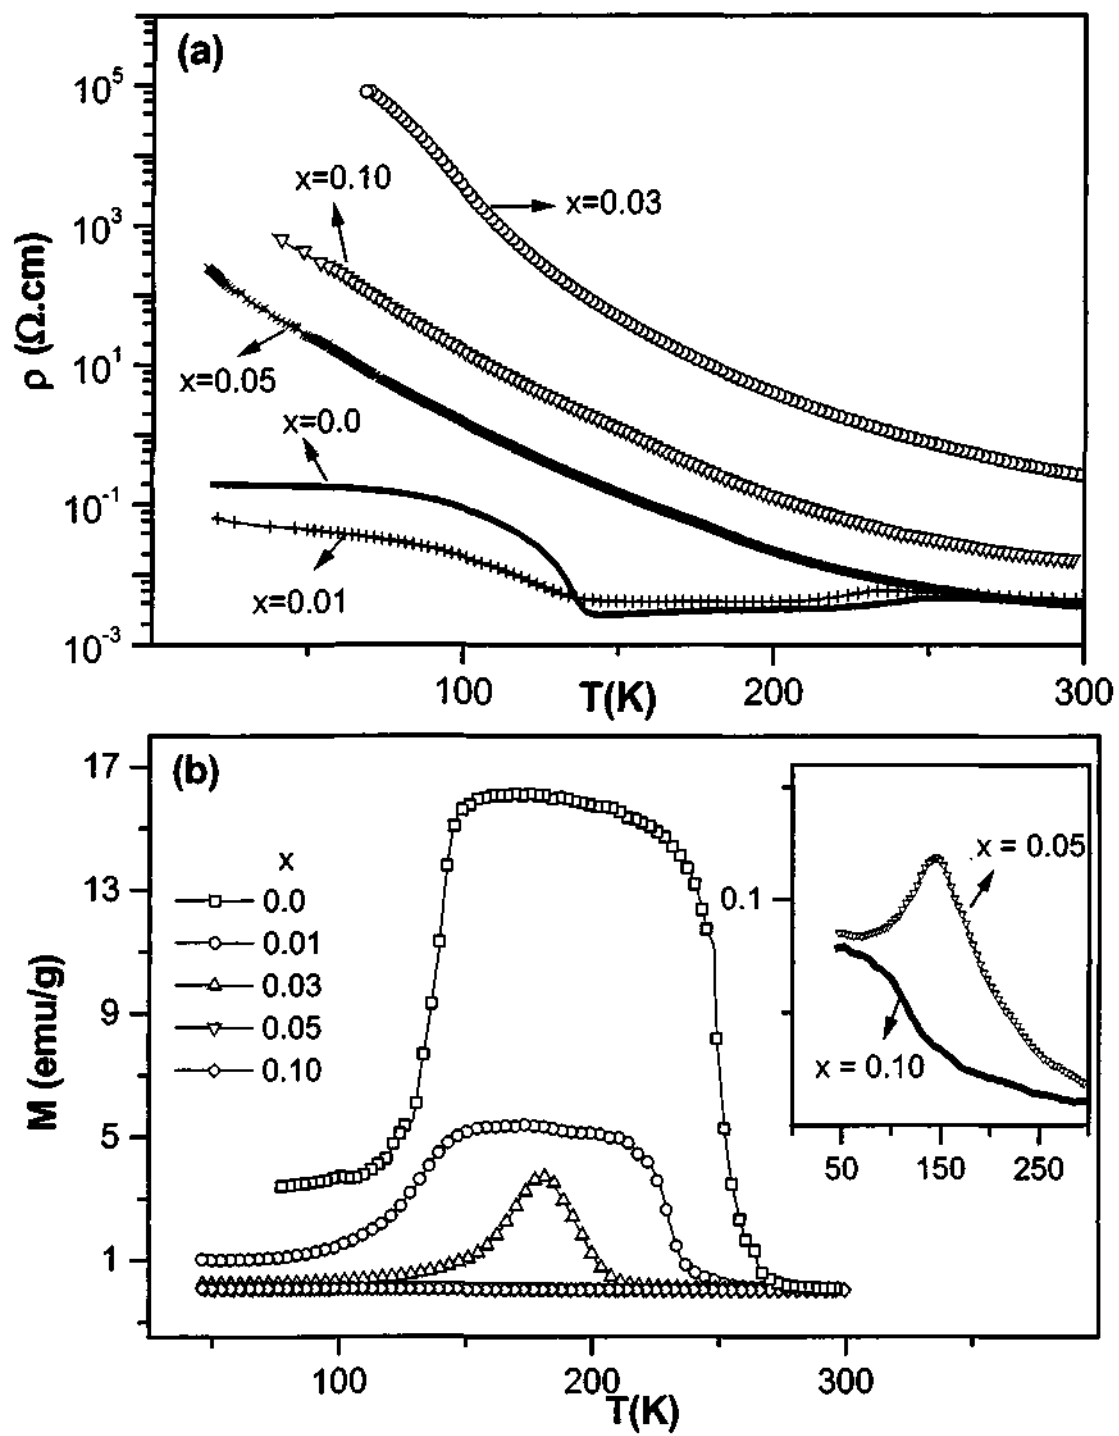 (a)
10^5
10^3
10^1
10^-1
10^-3
ρ (Ω.cm)
x=0.10
x=0.03
x=0.05
x=0.0
x=0.01
100
200
300
T(K)
(b)
17
13
9
5
1
M (emu/g)
x
0.0
0.01
0.03
0.05
0.10
0.1
x = 0.05
x = 0.10
50
150
250
100
200
300
T(K)